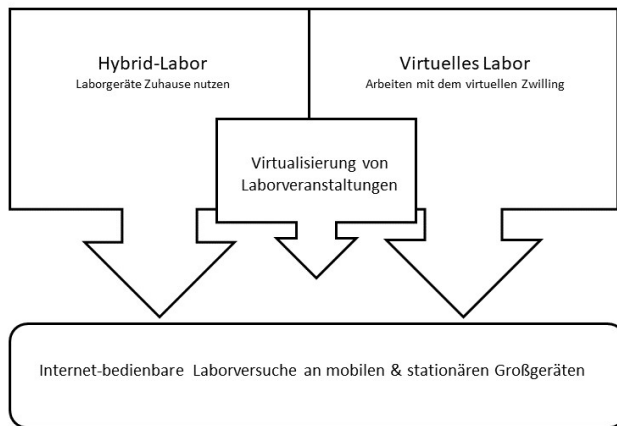 Hybrid-Labor
Laborgeräte Zuhause nutzen
Virtuelles Labor
Arbeiten mit dem virtuellen Zwilling
Virtualisierung von
Laborveranstaltungen
Internet-bedienbare Laborversuche an mobilen & stationären Großgeräten